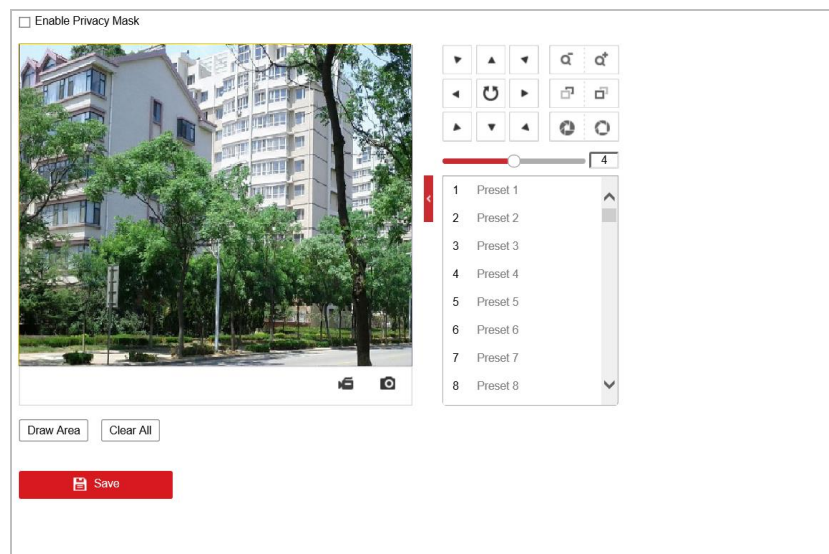 Enable Privacy Mask
4
1 Preset 1
2 Preset 2
3 Preset 3
4 Preset 4
5 Preset 5
6 Preset 6
7 Preset 7
8 Preset 8
Draw Area Clear All
Save